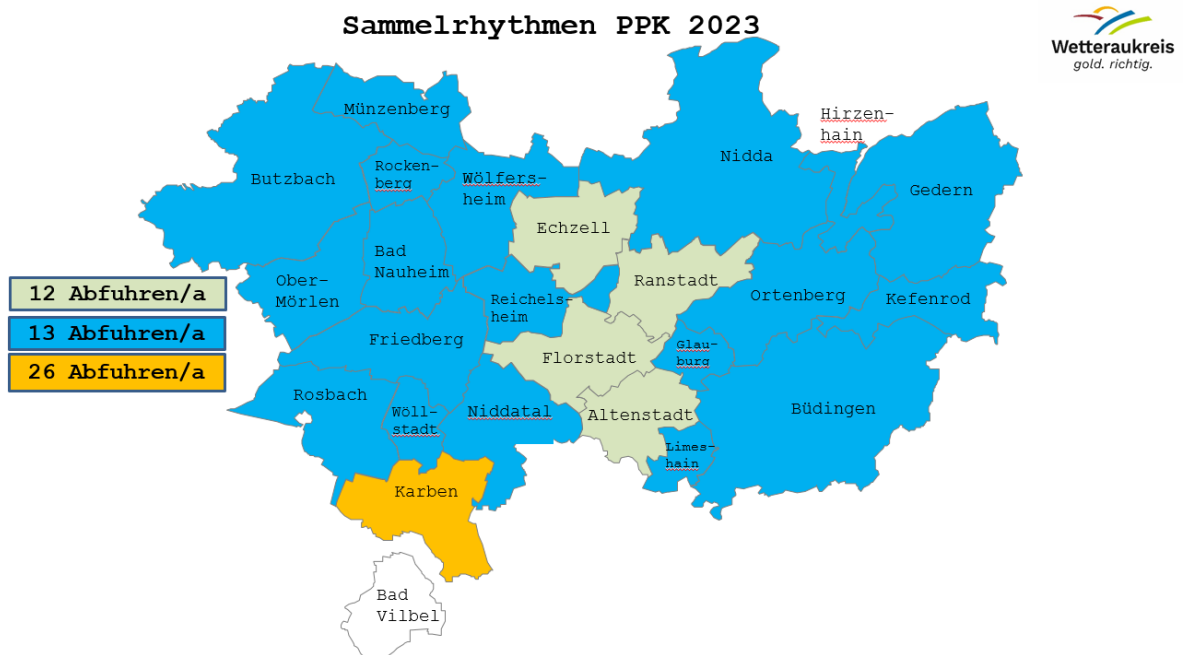 Sammelrhythmen PPK 2023
Wetteraukreis
gold. richtig.
Münzenberg
Hirzen-
hain
Nidda
Rocken-
berg
Butzbach
Wölfers-
heim
Gedern
Echzell
Bad
Nauheim
Ober-
Mörlen
Ranstadt
Ortenberg
Kefenrod
Reichels-
heim
12 Abfuhren/a
13 Abfuhren/a
26 Abfuhren/a
Friedberg
Glau-
burg
Florstadt
Rosbach
Wöll-
stadt
Niddatal
Altenstadt
Büdingen
Limes-
hain
Karben
Bad
Vilbel